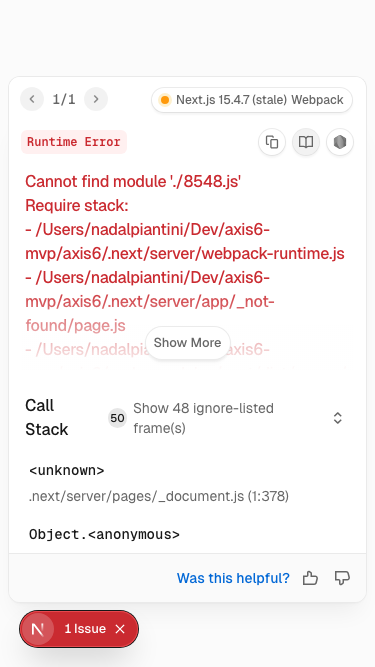 1/1
Next.js 15.4.7 (stale) Webpack
Runtime Error
Cannot find module './8548.js'
Require stack:
- /Users/nadalpiantini/Dev/axis6-
mvp/axis6/.next/server/webpack-runtime.js
- /Users/nadalpiantini/Dev/axis6-
mvp/axis6/.next/server/app/_not-
found/page.js
- /Users/nadalpiantini/Dev/axis6-
Show More
Call
Stack
50
Show 48 ignore-listed
frame(s)
<unknown>
.next/server/pages/_document.js (1:378)
Object.<anonymous>
Was this helpful?
N
1 Issue